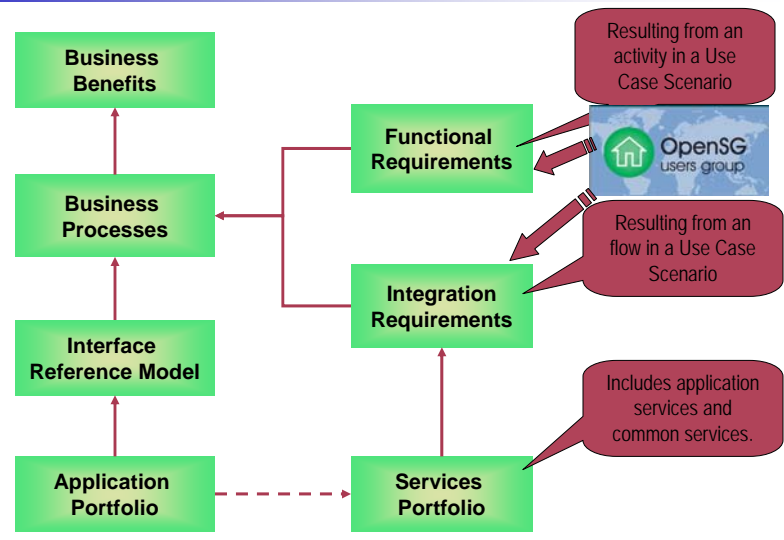 Business
Benefits
Resulting from an
activity in a Use
Case Scenario
Functional
Requirements
OpenSG
users group
Business
Processes
Resulting from an
flow in a Use Case
Scenario
Integration
Requirements
Interface
Reference Model
Includes application
services and
common services.
Application
Portfolio
Services
Portfolio